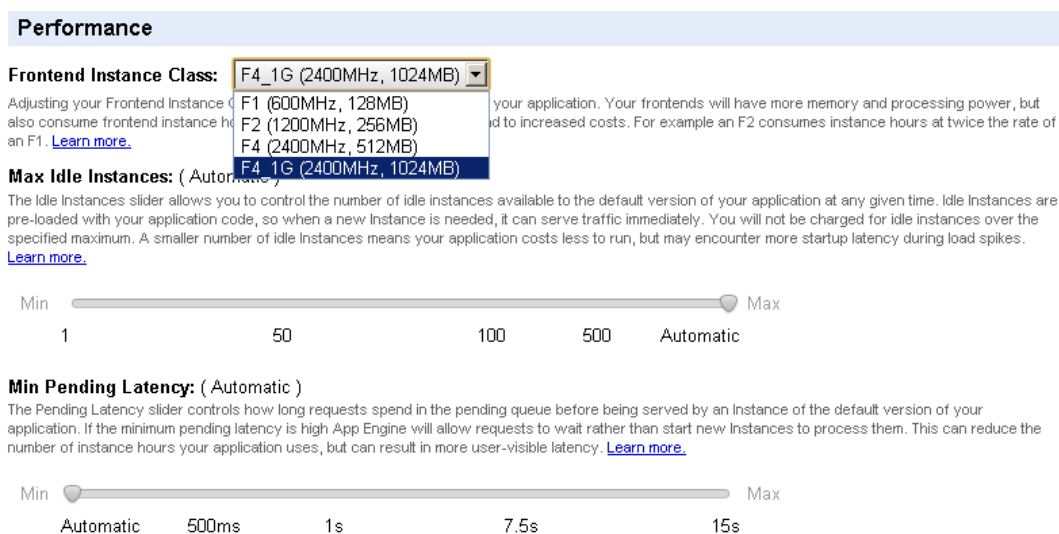 Performance
Frontend Instance Class: F4_1G (2400MHz, 1024MB)
F1 (600MHz, 128MB)
F2 (1200MHz, 256MB)
F4 (2400MHz, 512MB)
F4_1G (2400MHz, 1024MB)
Adjusting your Frontend Instance your application. Your frontends will have more memory and processing power, but
also consume frontend instance to increased costs. For example an F2 consumes instance hours at twice the rate of
an F1. Learn more.
Max Idle Instances: ( Automatic )
The Idle Instances slider allows you to control the number of idle instances available to the default version of your application at any given time. Idle Instances are
pre-loaded with your application code, so when a new Instance is needed, it can serve traffic immediately. You will not be charged for idle instances over the
specified maximum. A smaller number of idle Instances means your application costs less to run, but may encounter more startup latency during load spikes.
Learn more.
Min Max
1 50 100 500 Automatic
Min Pending Latency: ( Automatic )
The Pending Latency slider controls how long requests spend in the pending queue before being served by an Instance of the default version of your
application. If the minimum pending latency is high App Engine will allow requests to wait rather than start new Instances to process them. This can reduce the
number of instance hours your application uses, but can result in more user-visible latency. Learn more.
Min Max
Automatic 500ms 1s 7.5s 15s